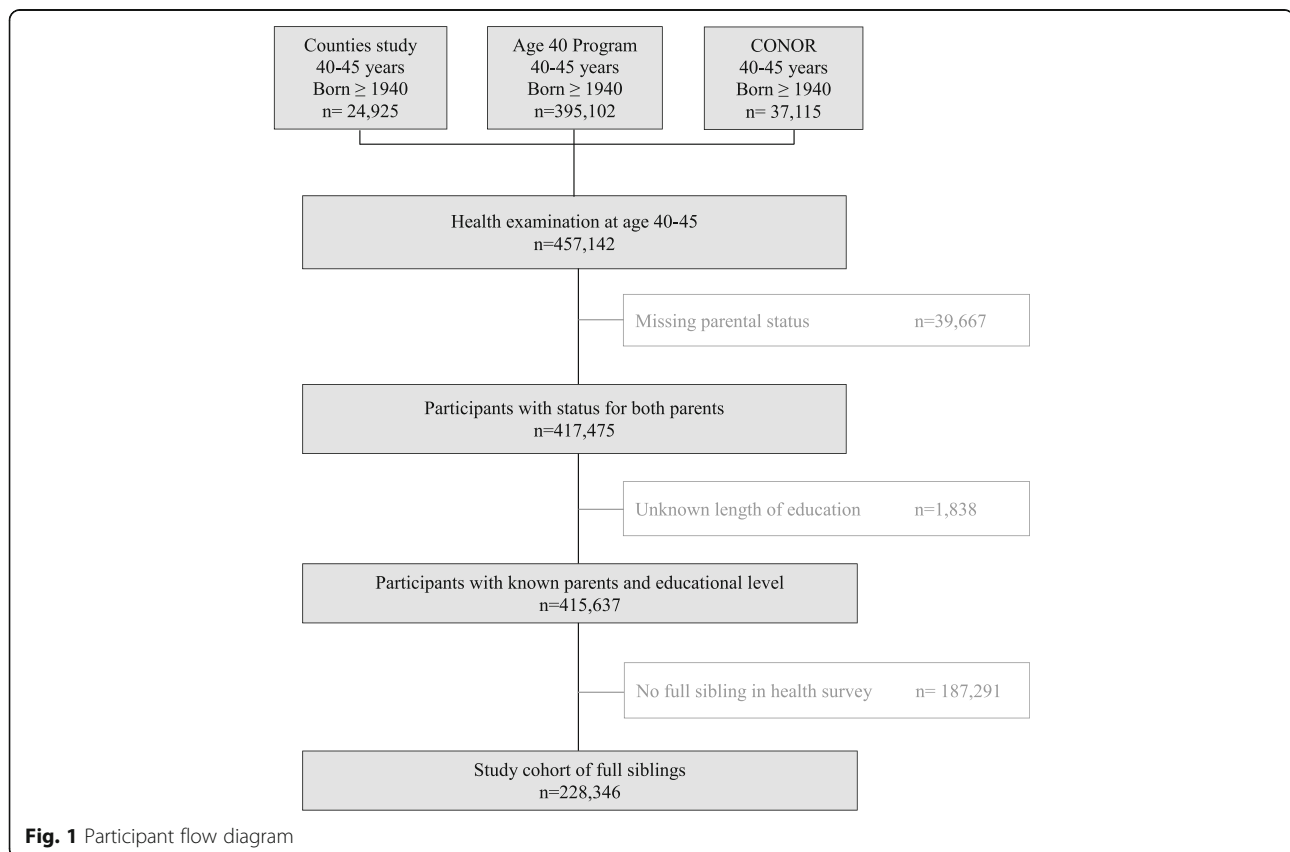 Counties study
40-45 years
Born ≥ 1940
n= 24,925
Age 40 Program
40-45 years
Born ≥ 1940
n=395,102
CONOR
40-45 years
Born ≥ 1940
n= 37,115
Health examination at age 40-45
n=457,142
Missing parental status n=39,667
Participants with status for both parents
n=417,475
Unknown length of education n=1,838
Participants with known parents and educational level
n=415,637
No full sibling in health survey n= 187,291
Study cohort of full siblings
n=228,346
Fig. 1 Participant flow diagram